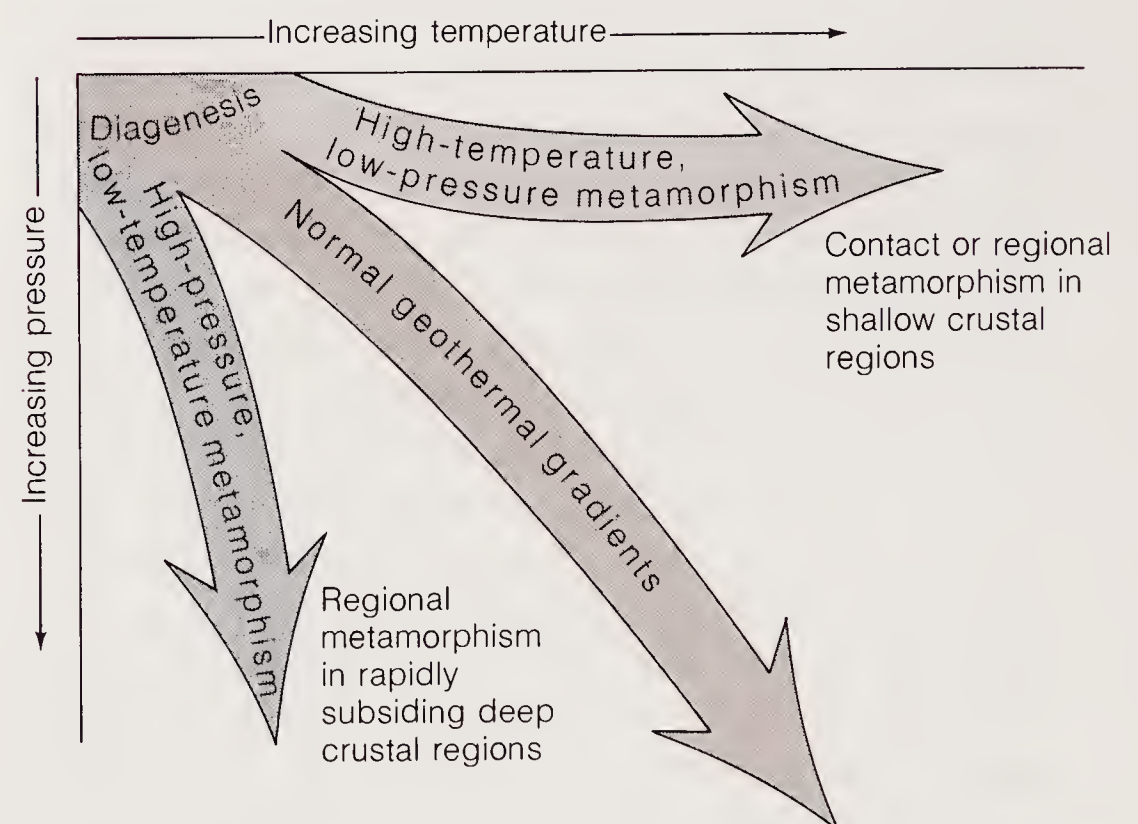 Increasing temperature
Increasing pressure
Diagenesis
High-temperature,
low-pressure metamorphism
Contact or regional
metamorphism in
shallow crustal
regions
Normal geothermal gradients
High-pressure,
low-temperature metamorphism
Regional
metamorphism
in rapidly
subsiding deep
crustal regions